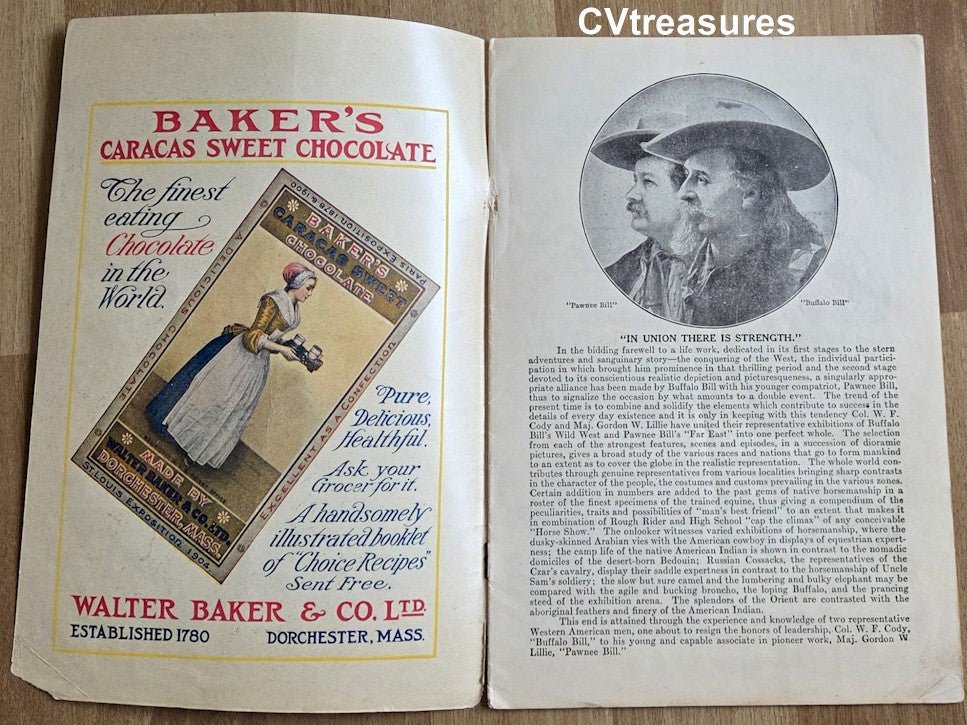 CVtreasures
BAKER'S
CARACAS SWEET CHOCOLATE
The finest
eating
Chocolate
in the
World.
PARIS EXPOSITION, 1878 & 1900
A DELICIOUS CHOCOLATE
BAKER'S
CARACAS SWEET
CHOCOLATE
EXCELLENT AS A CONFECTION
MADE BY
WALTER BAKER & CO. LTD.
DORCHESTER, MASS.
ST. LOUIS EXPOSITION, 1904
Pure,
Delicious,
Healthful.
Ask your
Grocer for it.
A handsomely
illustrated booklet
of "Choice Recipes"
Sent Free.
WALTER BAKER & CO. LTD.
ESTABLISHED 1780 DORCHESTER, MASS.
"Pawnee Bill" "Buffalo Bill"
"IN UNION THERE IS STRENGTH."
In the bidding farewell to a life work, dedicated in its first stages to the stern
adventures and sanguinary story—the conquering of the West, the individual partici-
pation in which brought him prominence in that thrilling period and the second stage
devoted to its conscientious realistic depiction and picturesqueness, a singularly appro-
priate alliance has been made by Buffalo Bill with his younger compatriot, Pawnee Bill,
thus to signalize the occasion by what amounts to a double event. The trend of the
present time is to combine and solidify the elements which contribute to success in the
details of every day existence and it is only in keeping with this tendency Col. W. F.
Cody and Maj. Gordon W. Lillie have united their representative exhibitions of Buffalo
Bill's Wild West and Pawnee Bill's "Far East" into one perfect whole. The selection
from each of the strongest features, scenes and episodes, in a succession of dioramic
pictures, gives a broad study of the various races and nations that go to form mankind
to an extent as to cover the globe in the realistic representation. The whole world con-
tributes through genuine representatives from various localities bringing sharp contrasts
in the character of the people, the costumes and customs prevailing in the various zones.
Certain addition in numbers are added to the past gems of native horsemanship in a
roster of the finest specimens of the trained equine, thus giving a compendium of the
peculiarities, traits and possibilities of "man's best friend" to an extent that makes it
in combination of Rough Rider and High School "cap the climax" of any conceivable
"Horse Show." The onlooker witnesses varied exhibitions of horsemanship, where the
dusky-skinned Arabian vies with the American cowboy in displays of equestrian expert-
ness; the camp life of the native American Indian is shown in contrast to the nomadic
domiciles of the desert-born Bedouin; Russian Cossacks, the representatives of the
Czar's cavalry, display their saddle expertness in contrast to the horsemanship of Uncle
Sam's soldiery; the slow but sure camel and the lumbering and bulky elephant may be
compared with the agile and bucking broncho, the loping Buffalo, and the prancing
steed of the exhibition arena. The splendors of the Orient are contrasted with the
aboriginal feathers and finery of the American Indian.
This end is attained through the experience and knowledge of two representative
Western American men, one about to resign the honors of leadership, Col. W. F. Cody,
"Buffalo Bill," to his young and capable associate in pioneer work, Maj. Gordon W
Lillie, "Pawnee Bill."